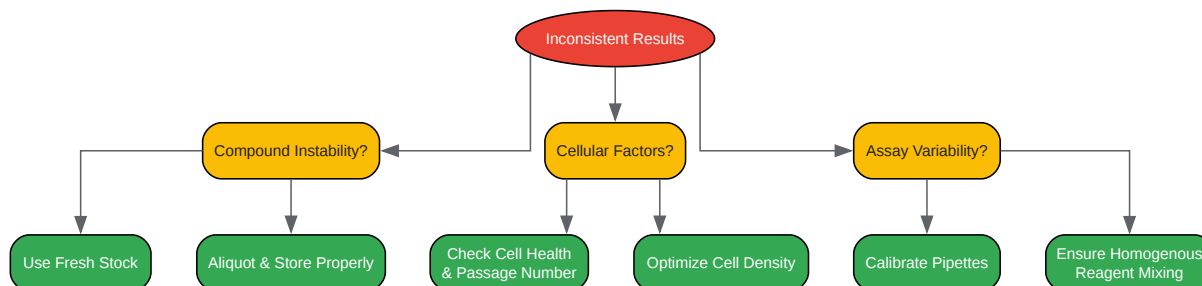 Inconsistent Results
Compound Instability?
Cellular Factors?
Assay Variability?
Use Fresh Stock
Aliquot & Store Properly
Check Cell Health
& Passage Number
Optimize Cell Density
Calibrate Pipettes
Ensure Homogenous
Reagent Mixing